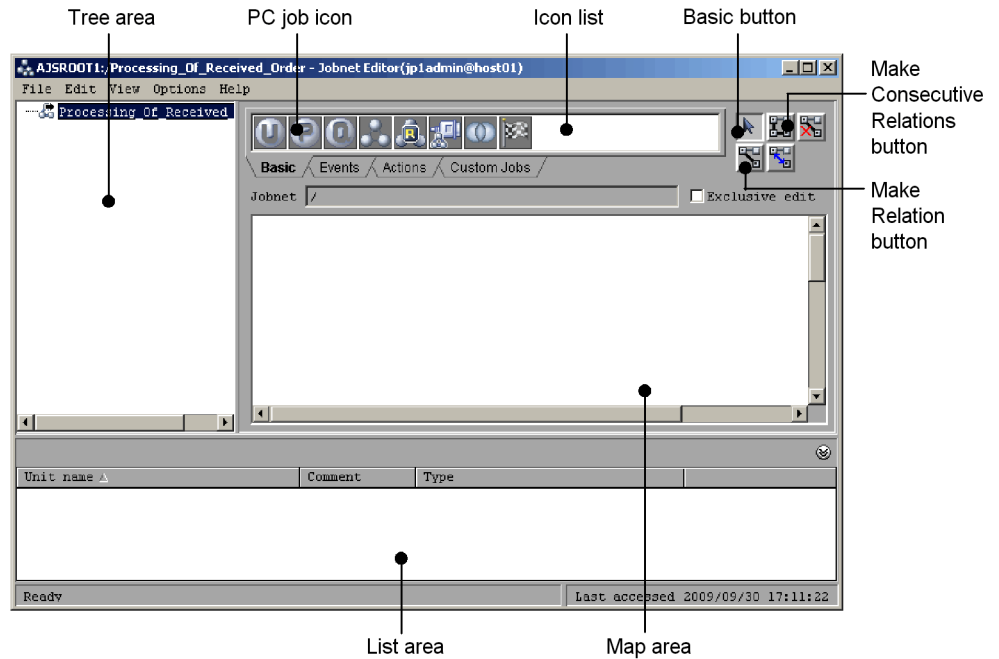 Tree area
PC job icon
Icon list
Basic button
AJSROOT1:/Processing_Of_Received_Order - Jobnet Editor(jp1admin@host01)
File Edit View Options Help
Processing_Of_Received
U P Q R
Basic Events Actions Custom Jobs
Jobnet /
Exclusive edit
Make
Consecutive
Relations
button
Make
Relation
button
Unit name Comment Type
Ready
Last accessed 2009/09/30 17:11:22
List area
Map area